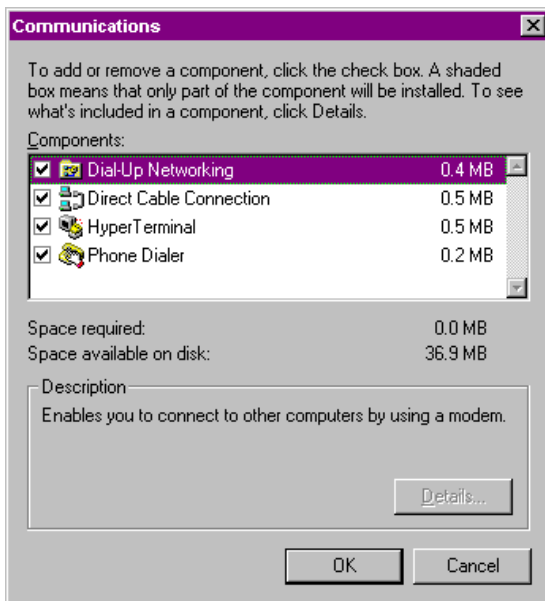 Communications
To add or remove a component, click the check box. A shaded
box means that only part of the component will be installed. To see
what's included in a component, click Details.
Components:
Dial-Up Networking 0.4 MB
Direct Cable Connection 0.5 MB
HyperTerminal 0.5 MB
Phone Dialer 0.2 MB
Space required: 0.0 MB
Space available on disk: 36.9 MB
Description
Enables you to connect to other computers by using a modem.
Details...
OK Cancel